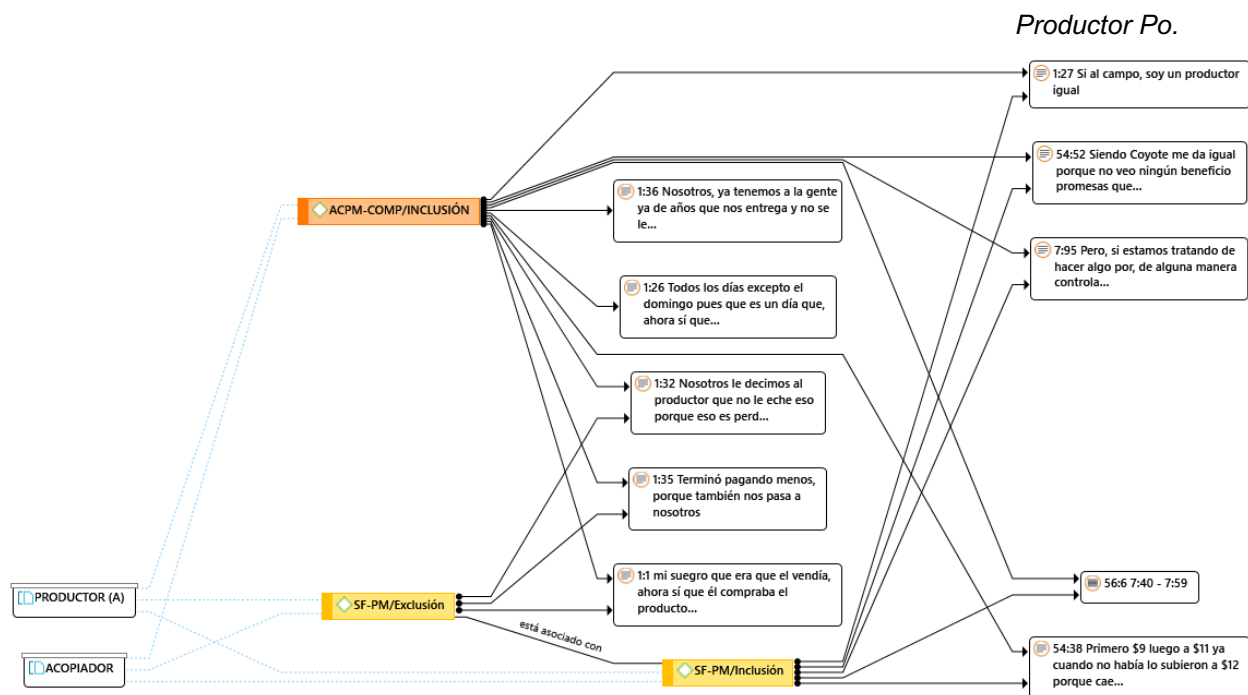 Productor Po.
1:27 Si al campo, soy un productor
igual
54:52 Siendo Coyote me da igual
porque no veo ningún beneficio
promesas que...
1:36 Nosotros, ya tenemos a la gente
ya de años que nos entrega y no se
le...
ACPM-COMP/INCLUSIÓN
7:95 Pero, si estamos tratando de
hacer algo por, de alguna manera
controla...
1:26 Todos los días excepto el
domingo pues que es un día que,
ahora sí que...
1:32 Nosotros le decimos al
productor que no le eche eso
porque eso es perd...
1:35 Terminó pagando menos,
porque también nos pasa a
nosotros
1:1 mi suegro que era que el vendía,
ahora sí que él compraba el
producto...
56:6 7:40 - 7:59
PRODUCTOR (A)
SF-PM/Exclusión
está asociado con
54:38 Primero $9 luego a $11 ya
cuando no había lo subieron a $12
porque cae...
ACOPIADOR
SF-PM/Inclusión